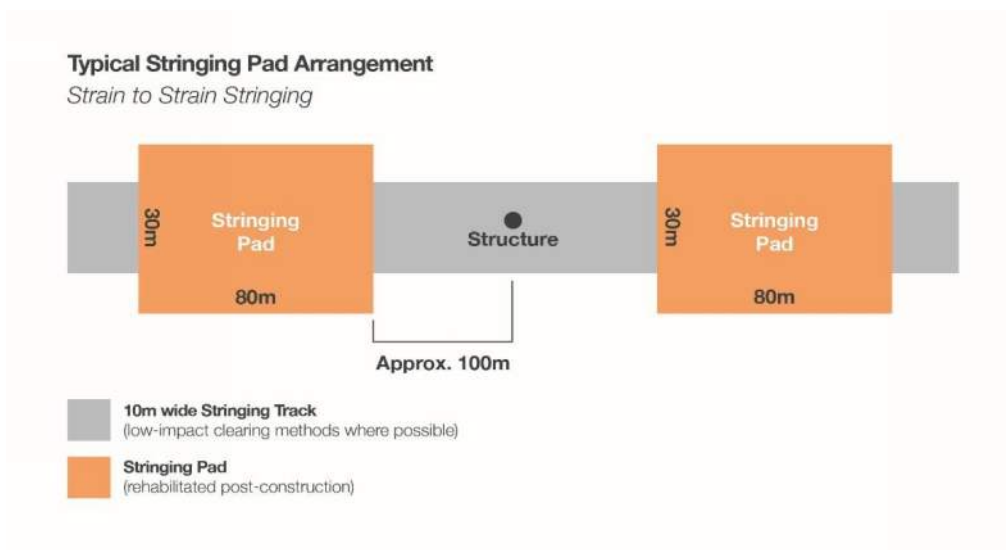 Typical Stringing Pad Arrangement
Strain to Strain Stringing
30m
Stringing
Pad
80m
Structure
30m
Stringing
Pad
80m
Approx. 100m
10m wide Stringing Track
(low-impact clearing methods where possible)
Stringing Pad
(rehabilitated post-construction)